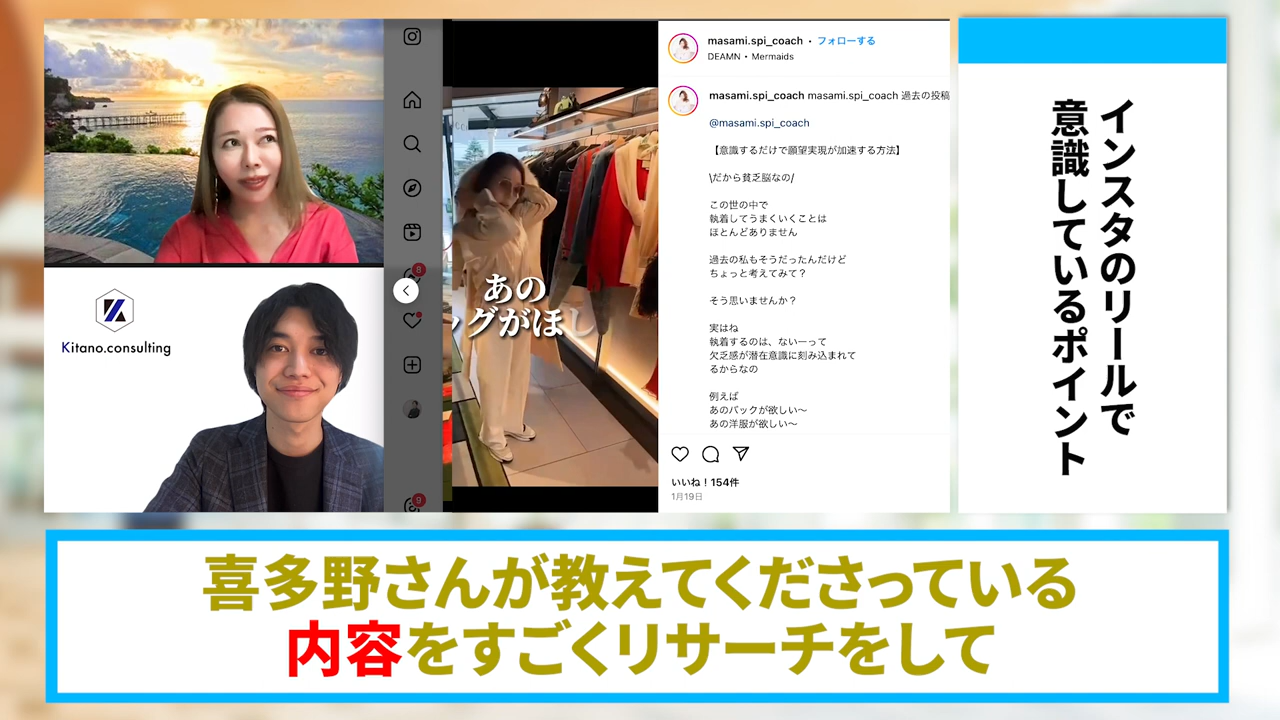 Kitano.consulting
8
9
あの
ッグがほし
masami.spi_coach • フォローする
DEAMN • Mermaids
masami.spi_coach masami.spi_coach 過去の投稿
@masami.spi_coach
【意識するだけで願望実現が加速する方法】
\だから貧乏脳なの/
この世の中で
執着してうまくいくことは
ほとんどありません
過去の私もそうだったんだけど
ちょっと考えてみて？
そう思いませんか？
実はね
執着するのは、ないーって
欠乏感が潜在意識に刻み込まれて
るからなの
例えば
あのバックが欲しい〜
あの洋服が欲しい〜
いいね！154件
1月19日
インスタのリールで
意識しているポイント
喜多野さんが教えてくださっている
内容をすごくリサーチをして